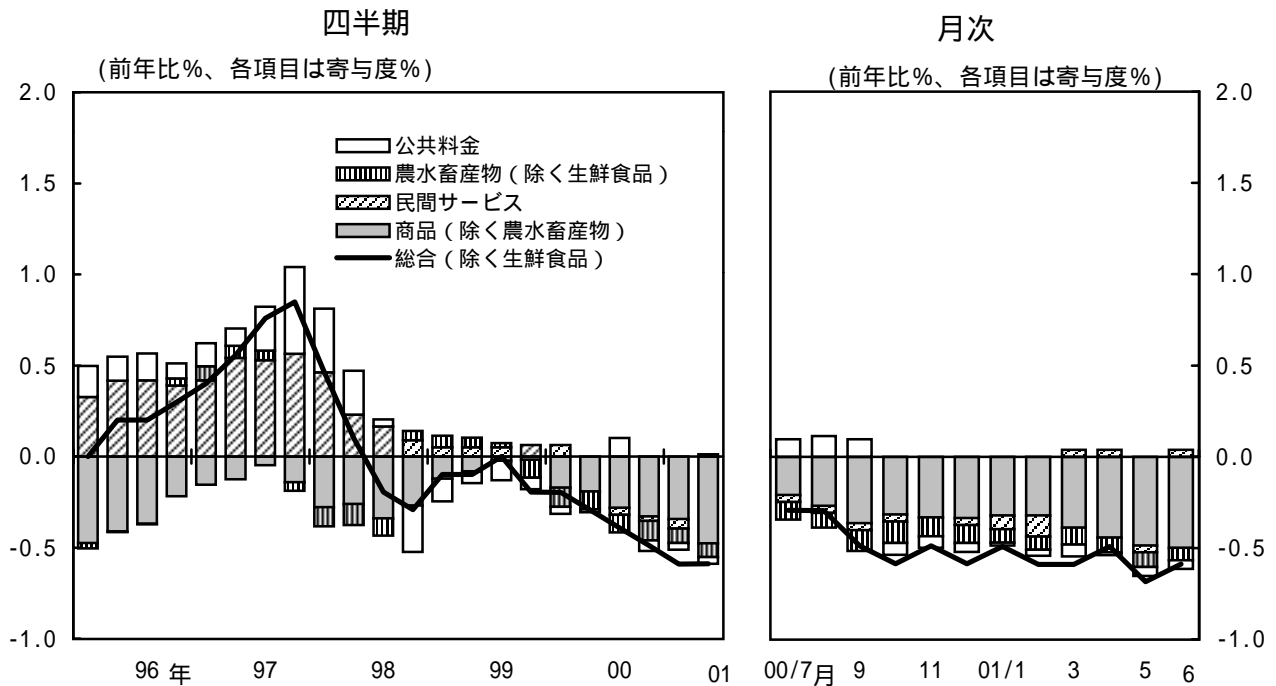 四半期
(前年比%、各項目は寄与度%)
2.0
1.5
1.0
0.5
0.0
-0.5
-1.0
公共料金
農水畜産物（除く生鮮食品）
民間サービス
商品（除く農水畜産物）
総合（除く生鮮食品）
96 年 97 98 99 00 01
月次
(前年比%、各項目は寄与度%)
2.0
1.5
1.0
0.5
0.0
-0.5
-1.0
00/7月 9 11 01/1 3 5 6